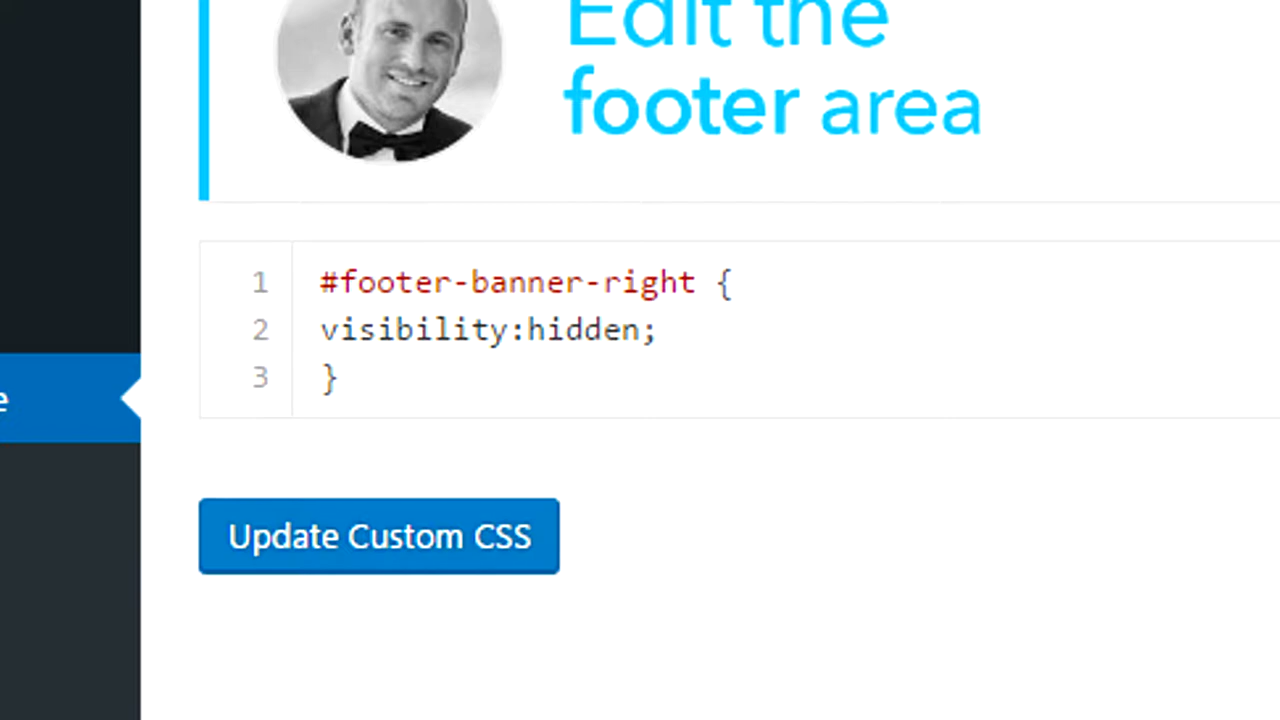 Edit the
footer area
1 #footer-banner-right {
2 visibility:hidden;
3 }
e
Update Custom CSS